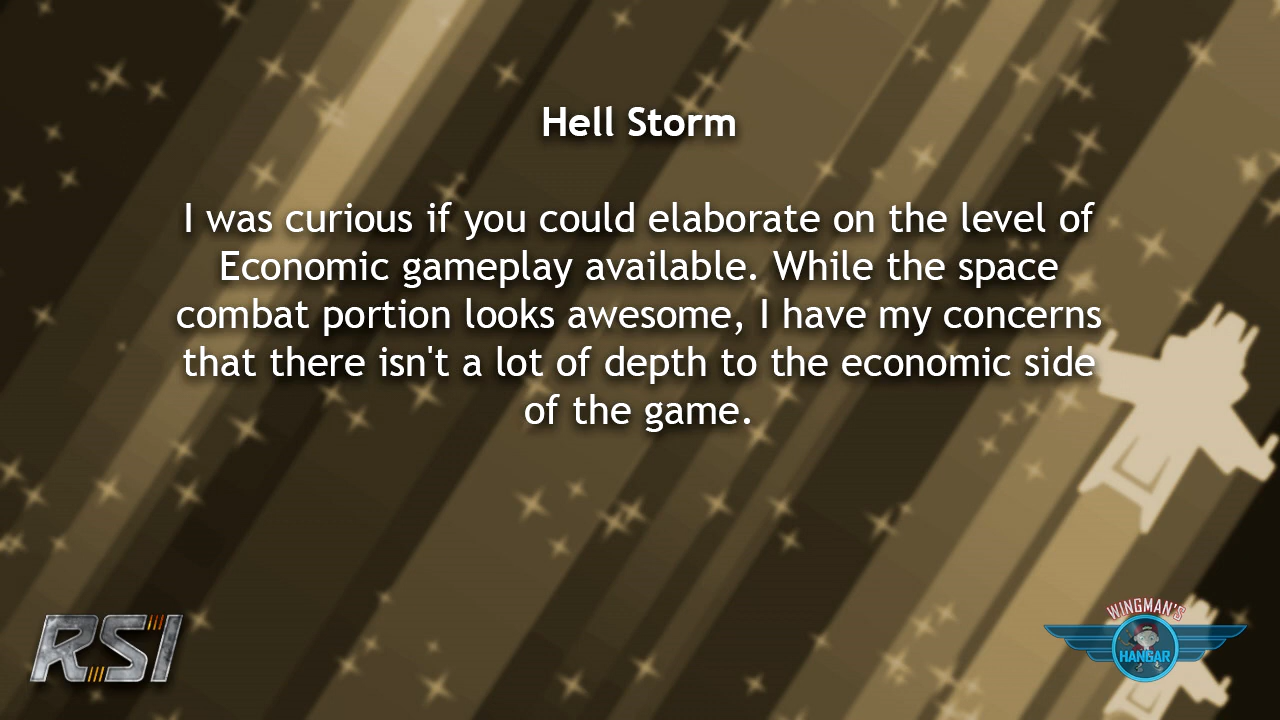 Hell Storm
I was curious if you could elaborate on the level of
Economic gameplay available. While the space
combat portion looks awesome, I have my concerns
that there isn't a lot of depth to the economic side
of the game.
RSI
WINGMAN'S
HANGAR